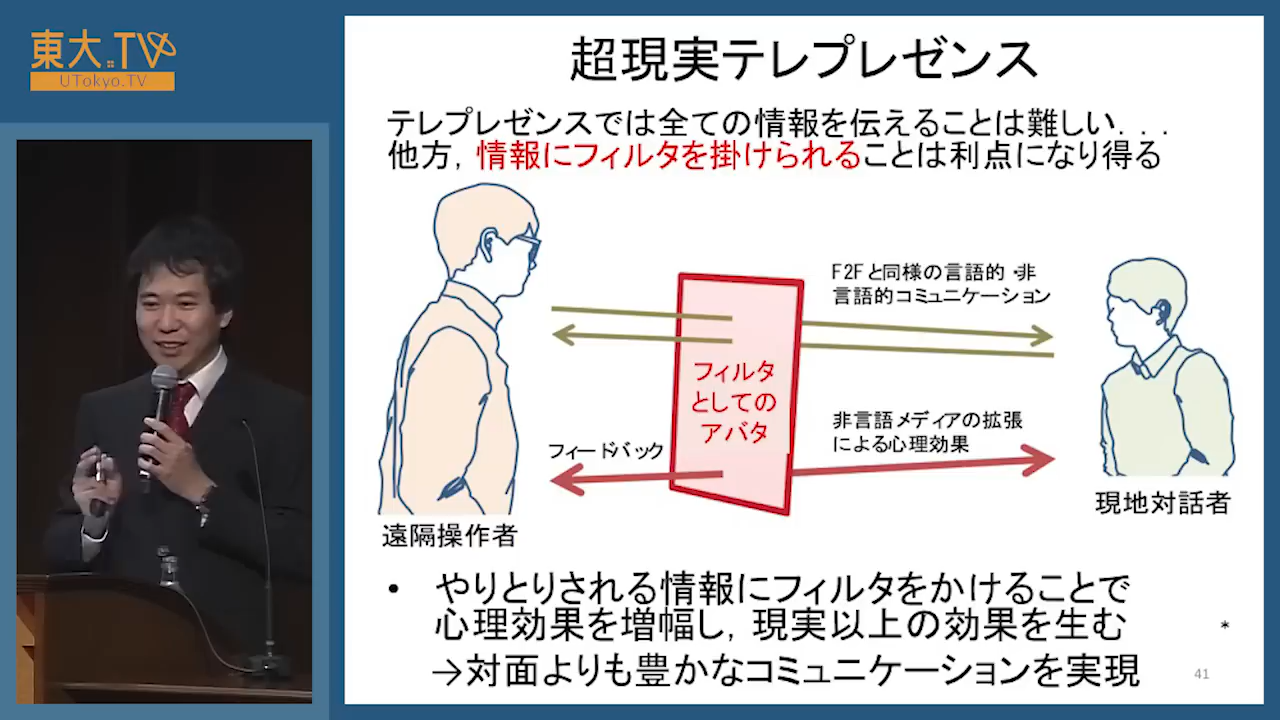 東大.TV
UTokyo.TV
超現実テレプレゼンス
テレプレゼンスでは全ての情報を伝えることは難しい...
他方，情報にフィルタを掛けられることは利点になり得る
F2Fと同様の言語的・非
言語的コミュニケーション
フィルタ
としての
アバタ
非言語メディアの拡張
による心理効果
フィードバック
現地対話者
遠隔操作者
• やりとりされる情報にフィルタをかけることで
心理効果を増幅し，現実以上の効果を生む
*
→対面よりも豊かなコミュニケーションを実現
41